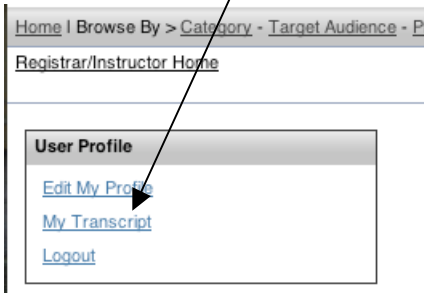 Home | Browse By > Category - Target Audience - P
Registrar/Instructor Home
User Profile
Edit My Profile
My Transcript
Logout